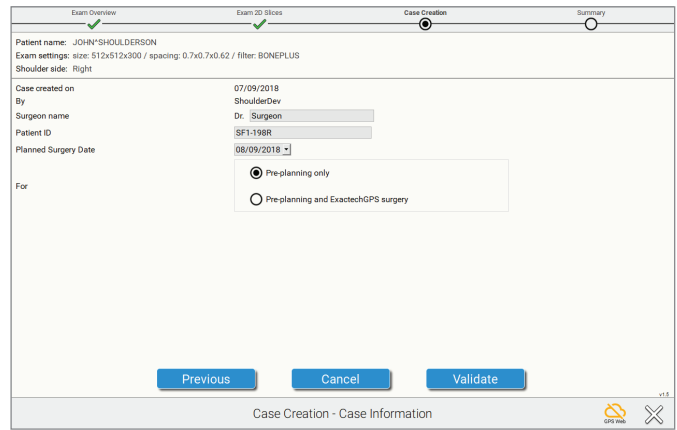 Exam Overview Exam 2D Slices Case Creation Summary
Patient name: JOHN^SHOULDERSON
Exam settings: size: 512x512x300 / spacing: 0.7x0.7x0.62 / filter: BONEPLUS
Shoulder side: Right
Case created on 07/09/2018
By ShoulderDev
Surgeon name Dr. Surgeon
Patient ID SF1-198R
Planned Surgery Date 08/09/2018
Pre-planning only
For
Pre-planning and ExactechGPS surgery
Previous Cancel Validate
v1.5
Case Creation - Case Information
GPS Web